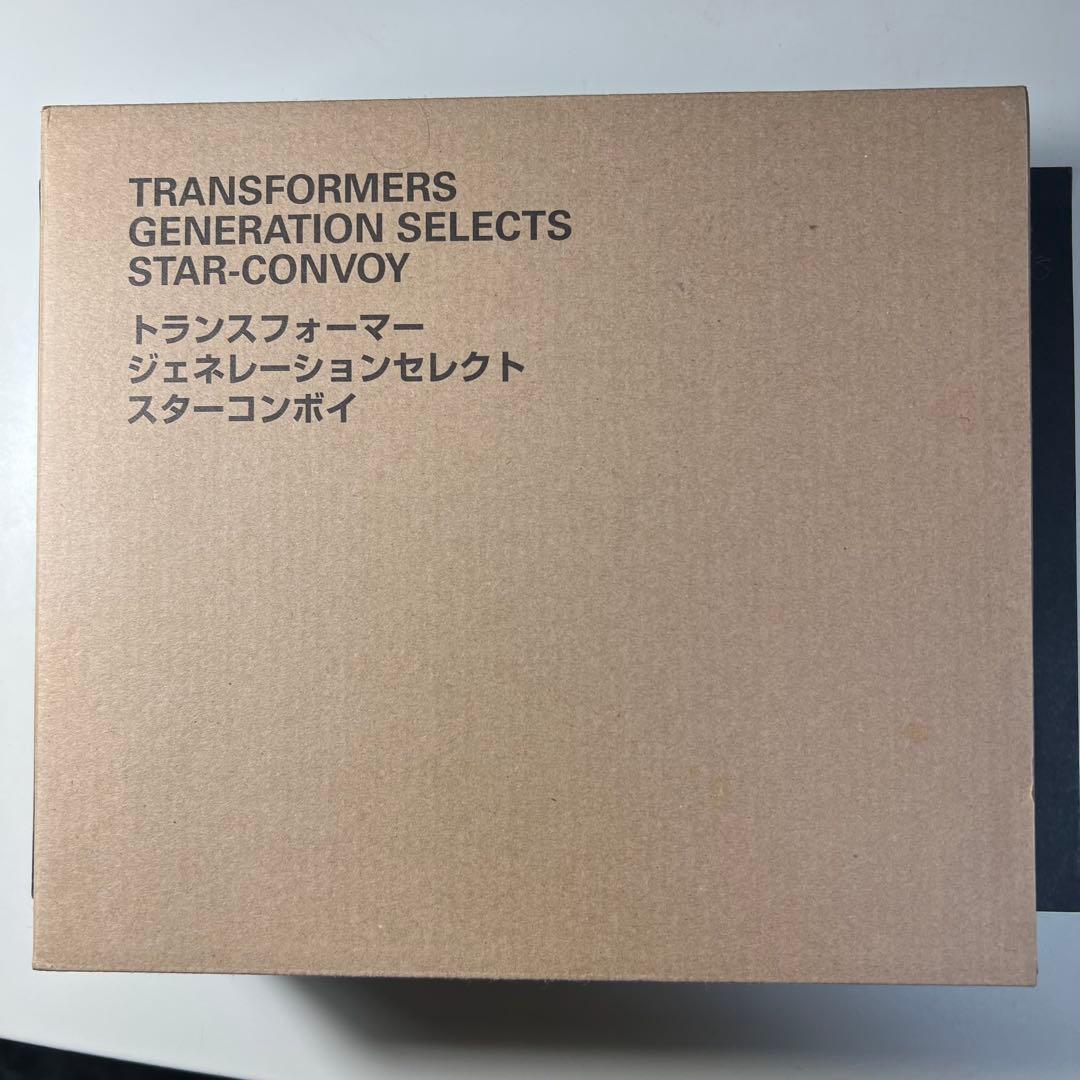 TRANSFORMERS
GENERATION SELECTS
STAR-CONVOY
トランスフォーマー
ジェネレーションセレクト
スターコンボイ